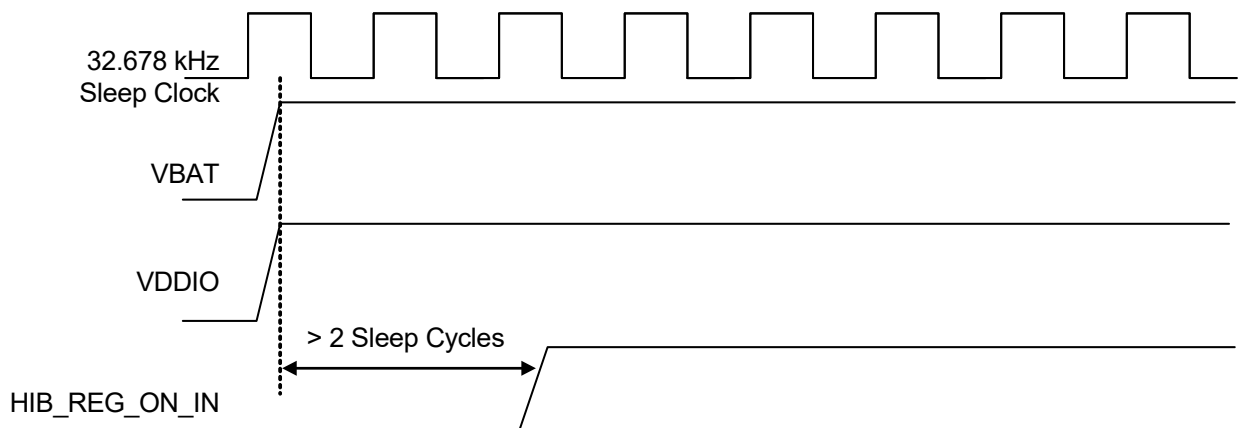 32.678 kHz
Sleep Clock
VBAT
VDDIO
> 2 Sleep Cycles
HIB_REG_ON_IN